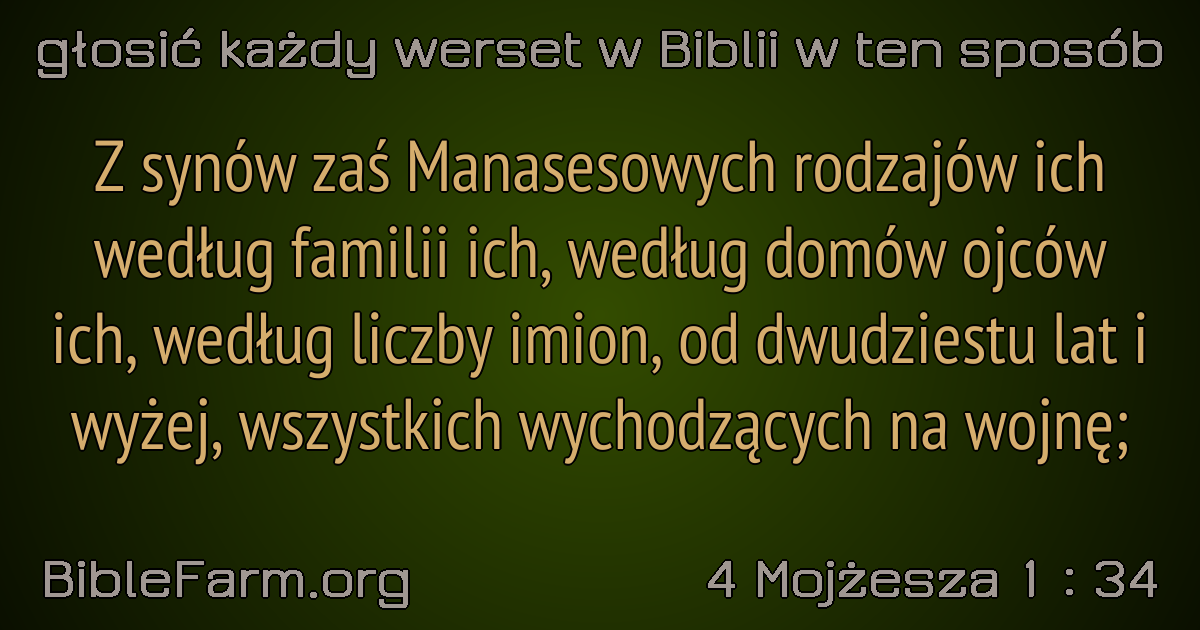 głosić każdy werset w Biblii w ten sposób
Z synów zaś Manasesowych rodzajów ich
według familii ich, według domów ojców
ich, według liczby imion, od dwudziestu lat i
wyżej, wszystkich wychodzących na wojnę;
BibleFarm.org
4 Mojżesza 1 : 34